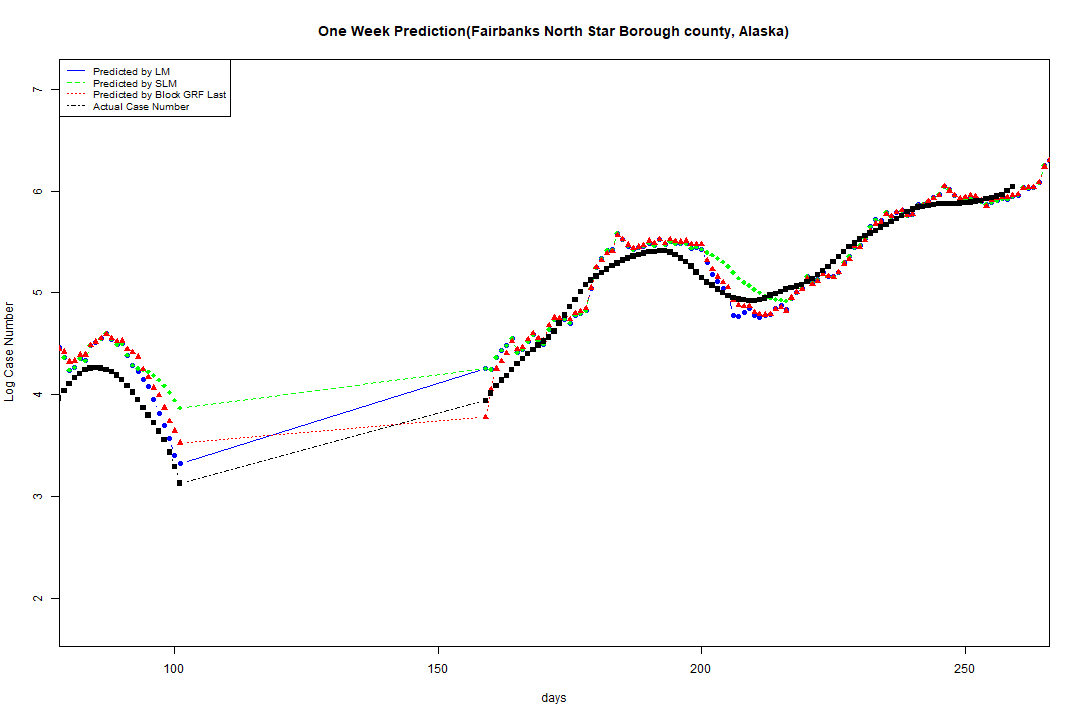 One Week Prediction(Fairbanks North Star Borough county, Alaska)
Predicted by LM
Predicted by SLM
Predicted by Block GRF Last
Actual Case Number
7
6
5
4
3
2
Log Case Number
100 150 200 250
days